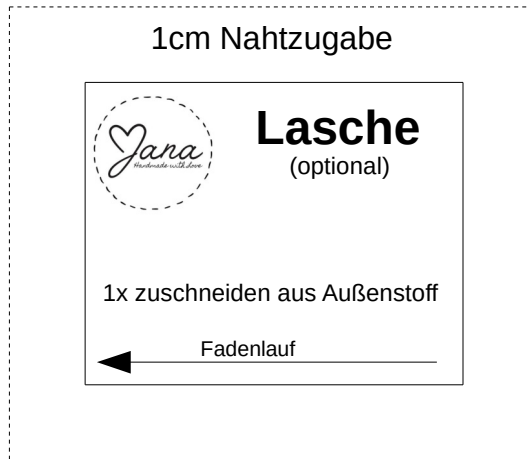 1cm Nahtzugabe
Jana
Handmade with Love
Lasche
(optional)
1x zuschneiden aus Außenstoff
Fadenlauf